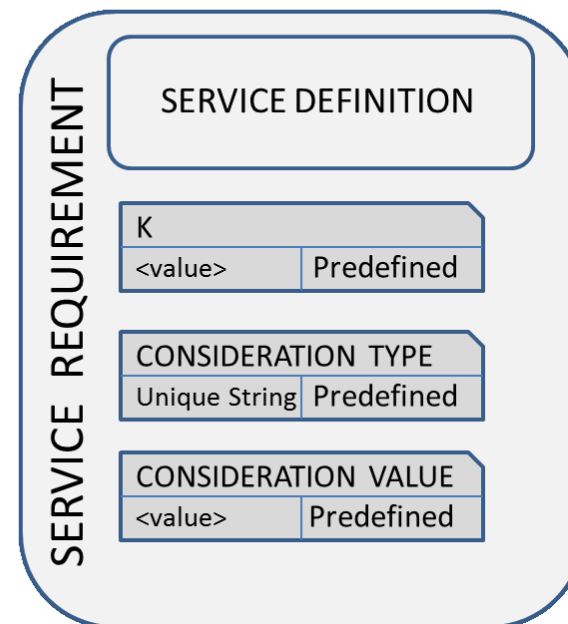 SERVICE REQUIREMENT
SERVICE DEFINITION
K
<value> Predefined
CONSIDERATION TYPE
Unique String Predefined
CONSIDERATION VALUE
<value> Predefined